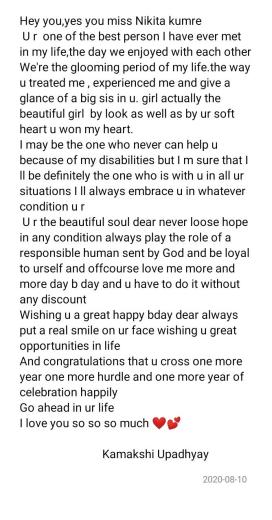 Hey you,yes you miss Nikita kumre
U r one of the best person I have ever met
in my life,the day we enjoyed with each other
We're the glooming period of my life.the way
u treated me , experienced me and give a
glance of a big sis in u. girl actually the
beautiful girl by look as well as by ur soft
heart u won my heart.
I may be the one who never can help u
because of my disabilities but I m sure that I
ll be definitely the one who is with u in all ur
situations I ll always embrace u in whatever
condition u r
U r the beautiful soul dear never loose hope
in any condition always play the role of a
responsible human sent by God and be loyal
to urself and offcourse love me more and
more day b day and u have to do it without
any discount
Wishing u a great happy bday dear always
put a real smile on ur face wishing u great
opportunities in life
And congratulations that u cross one more
year one more hurdle and one more year of
celebration happily
Go ahead in ur life
I love you so so so much ❤️💕
Kamakshi Upadhyay
2020-08-10